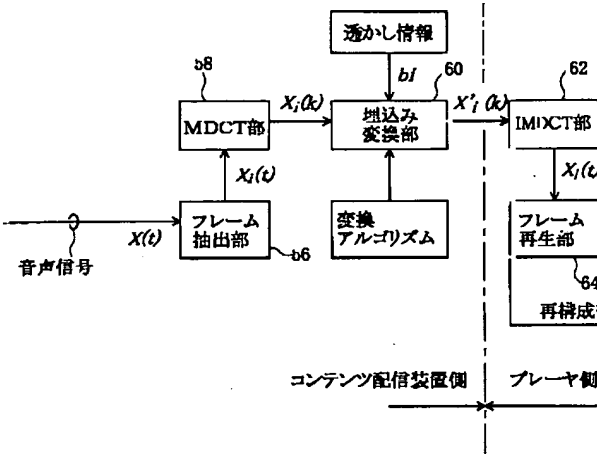 透かし情報
58
bI
60
62
Xi(k)
X'i(k)
MDCT部
埋込み
変換部
IMDCT部
Xi(t)
Xi(t)
フレーム
抽出部
変換
アルゴリズム
フレーム
再生部
X(t)
56
64
音声信号
再構成
コンテンツ配信装置側
プレーヤ側